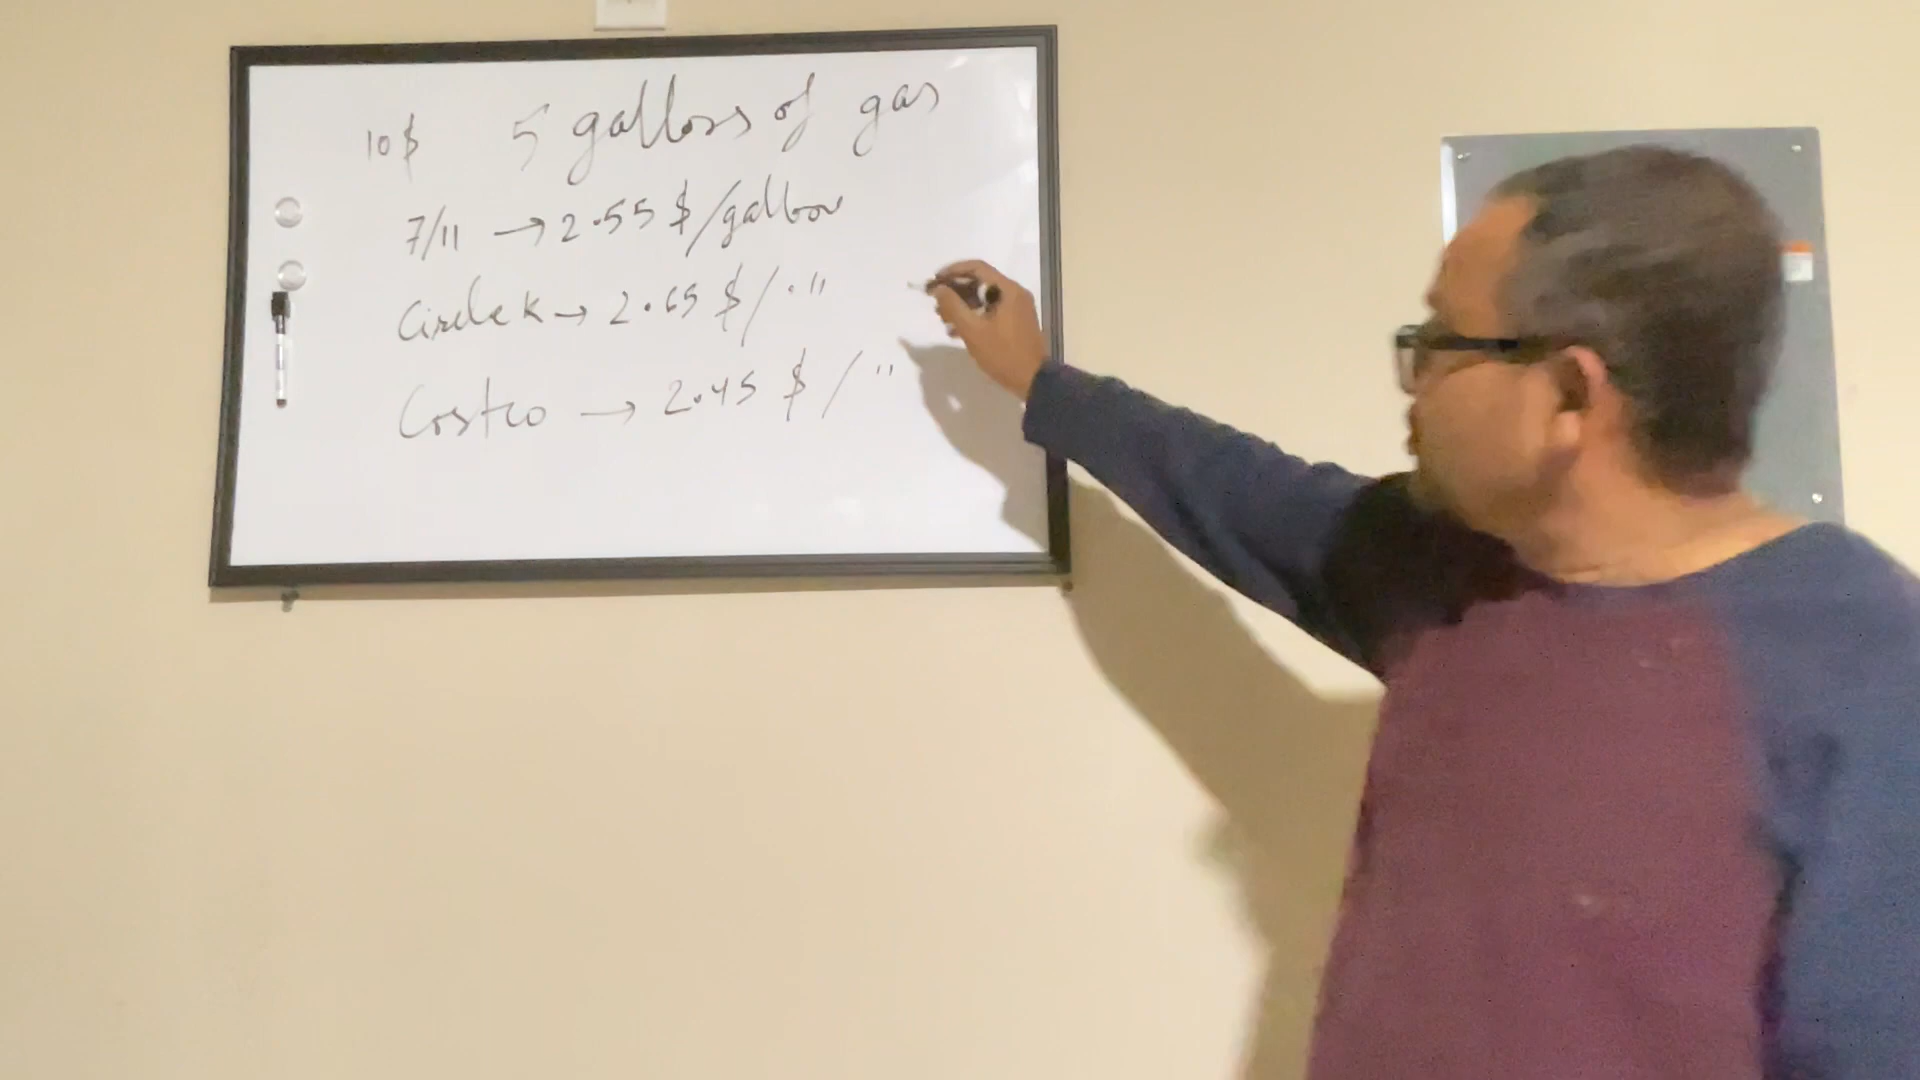 10$ 5 gallons of gas
7/11 → 2.55 $/gallon
Circle K → 2.65 $/ . "
Costco → 2.45 $ / "